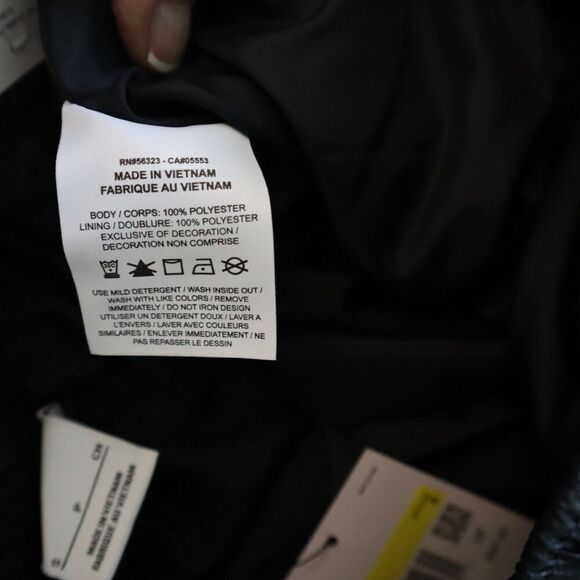 RN#56323 - CA#05553
MADE IN VIETNAM
FABRIQUE AU VIETNAM
BODY / CORPS: 100% POLYESTER
LINING / DOUBLURE: 100% POLYESTER
EXCLUSIVE OF DECORATION /
DECORATION NON COMPRISE
USE MILD DETERGENT / WASH INSIDE OUT /
WASH WITH LIKE COLORS / REMOVE
IMMEDIATELY / DO NOT IRON DESIGN
UTILISER UN DETERGENT DOUX / LAVER A
L'ENVERS / LAVER AVEC COULEURS
SIMILAIRES / ENLEVER IMMEDIATEMENT / NE
PAS REPASSER LE DESSIN
S
P
CH
MADE IN VIETNAM
FABRIQUE AU VIETNAM